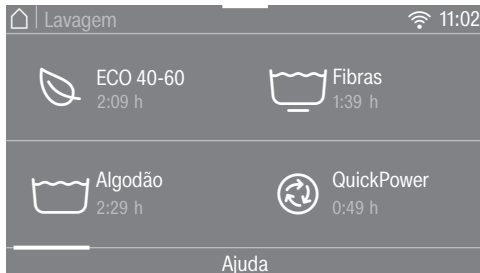 Lavagem 11:02
ECO 40-60 Fibras
2:09 h 1:39 h
Algodão QuickPower
2:29 h 0:49 h
Ajuda